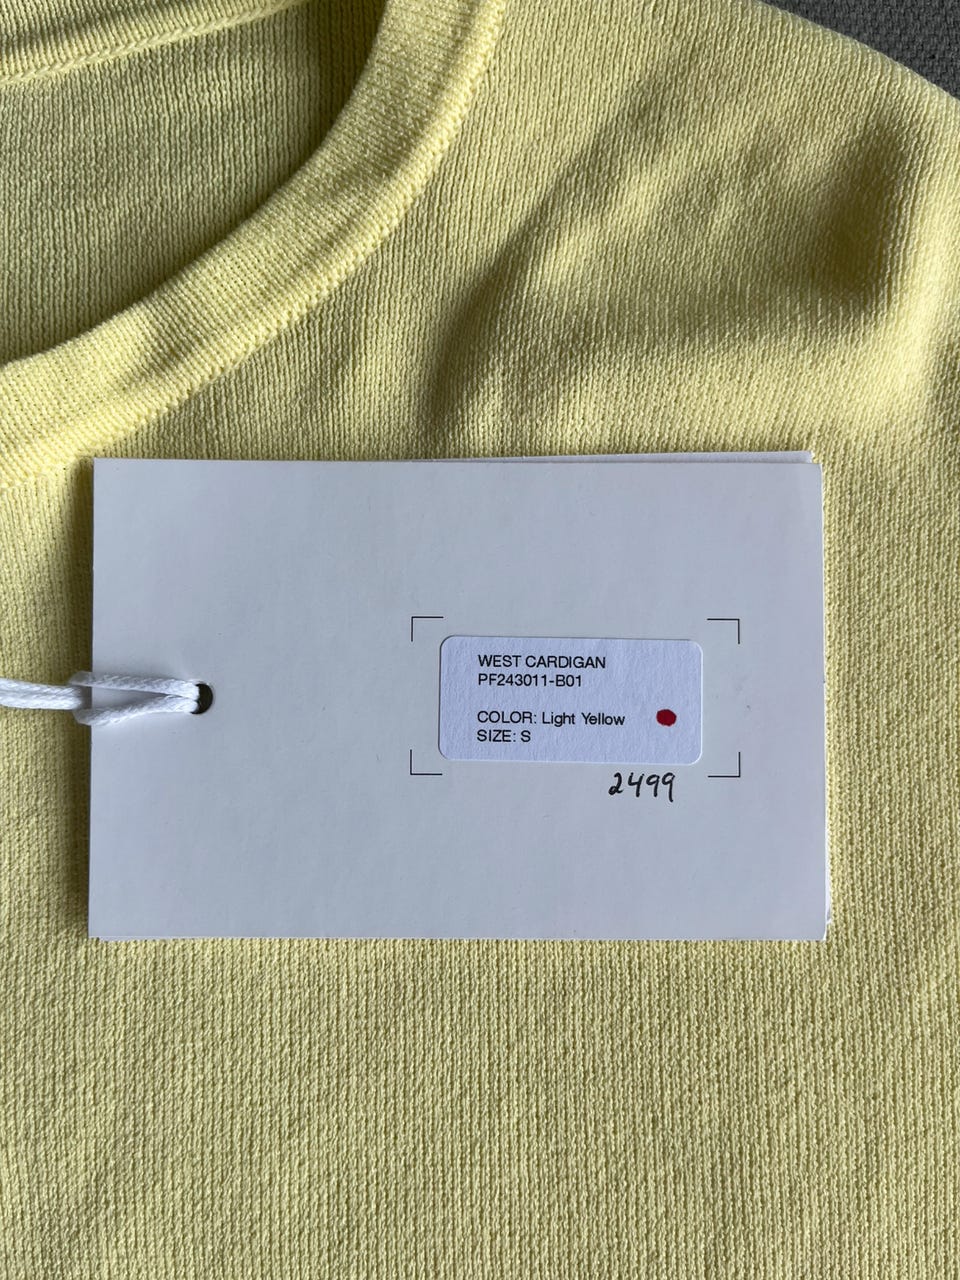 WEST CARDIGAN
PF243011-B01
COLOR: Light Yellow
SIZE: S
2499